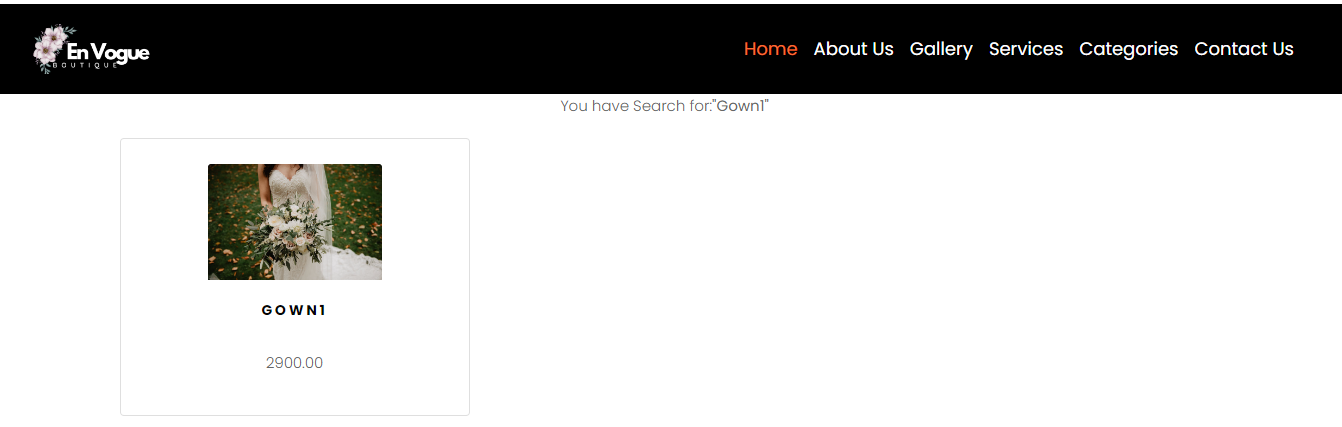 En Vogue
BOUTIQUE
Home About Us Gallery Services Categories Contact Us
You have Search for:"Gown1"
GOWN1
2900.00